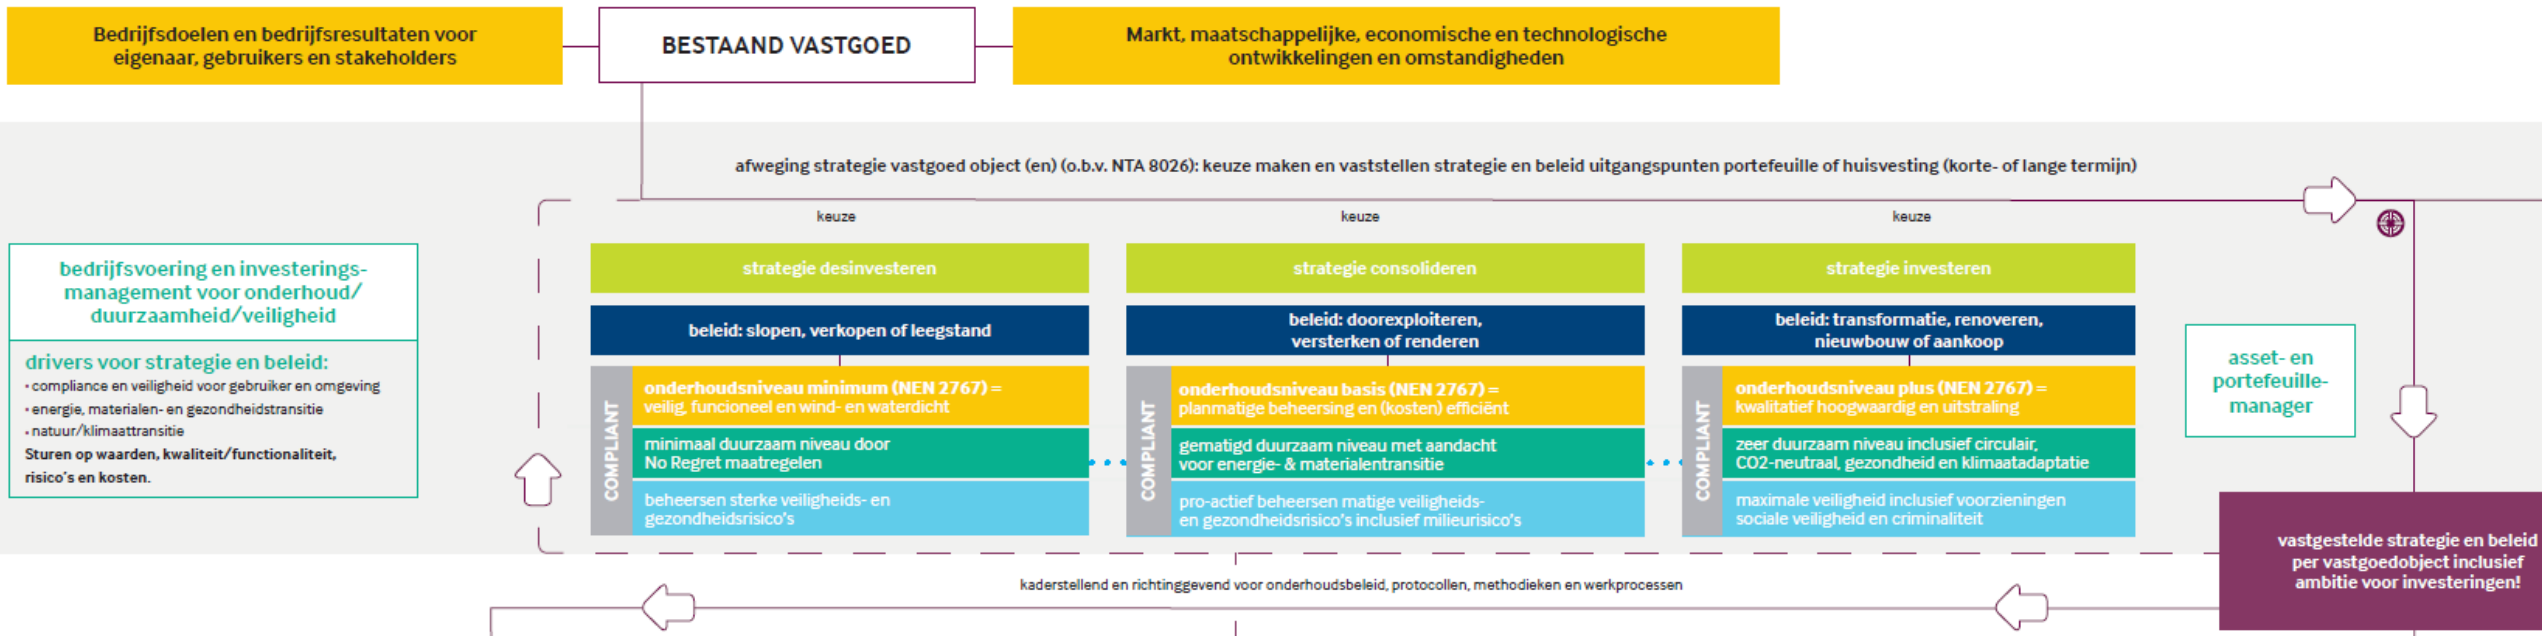 Bedrijfsdoelen en bedrijfsresultaten voor
eigenaar, gebruikers en stakeholders
BESTAAND VASTGOED
Markt, maatschappelijke, economische en technologische
ontwikkelingen en omstandigheden
afweging strategie vastgoed object (en) (o.b.v. NTA 8026): keuze maken en vaststellen strategie en beleid uitgangspunten portefeuille of huisvesting (korte- of lange termijn)
bedrijfsvoering en investerings-
management voor onderhoud/
duurzaamheid/veiligheid
drivers voor strategie en beleid:
• compliance en veiligheid voor gebruiker en omgeving
• energie, materialen- en gezondheidstransitie
• natuur/klimaattransitie
Sturen op waarden, kwaliteit/functionaliteit,
risico's en kosten.
keuze
strategie desinvesteren
beleid: slopen, verkopen of leegstand
COMPLIANT
onderhoudsniveau minimum (NEN 2767) =
veilig, funcioneel en wind- en waterdicht
minimaal duurzaam niveau door
No Regret maatregelen
beheersen sterke veiligheids- en
gezondheidsrisico's
keuze
strategie consolideren
beleid: doorexploiteren,
versterken of renderen
COMPLIANT
onderhoudsniveau basis (NEN 2767) =
planmatige beheersing en (kosten) efficiënt
gematigd duurzaam niveau met aandacht
voor energie- & materialentransitie
pro-actief beheersen matige veiligheids-
en gezondheidsrisico's inclusief milieurisico's
keuze
strategie investeren
beleid: transformatie, renoveren,
nieuwbouw of aankoop
COMPLIANT
onderhoudsniveau plus (NEN 2767) =
kwalitatief hoogwaardig en uitstraling
zeer duurzaam niveau inclusief circulair,
CO2-neutraal, gezondheid en klimaatadaptatie
maximale veiligheid inclusief voorzieningen
sociale veiligheid en criminaliteit
asset- en
portefeuille-
manager
vastgestelde strategie en beleid
per vastgoedobject inclusief
ambitie voor investeringen!
kaderstellend en richtinggevend voor onderhoudsbeleid, protocollen, methodieken en werkprocessen